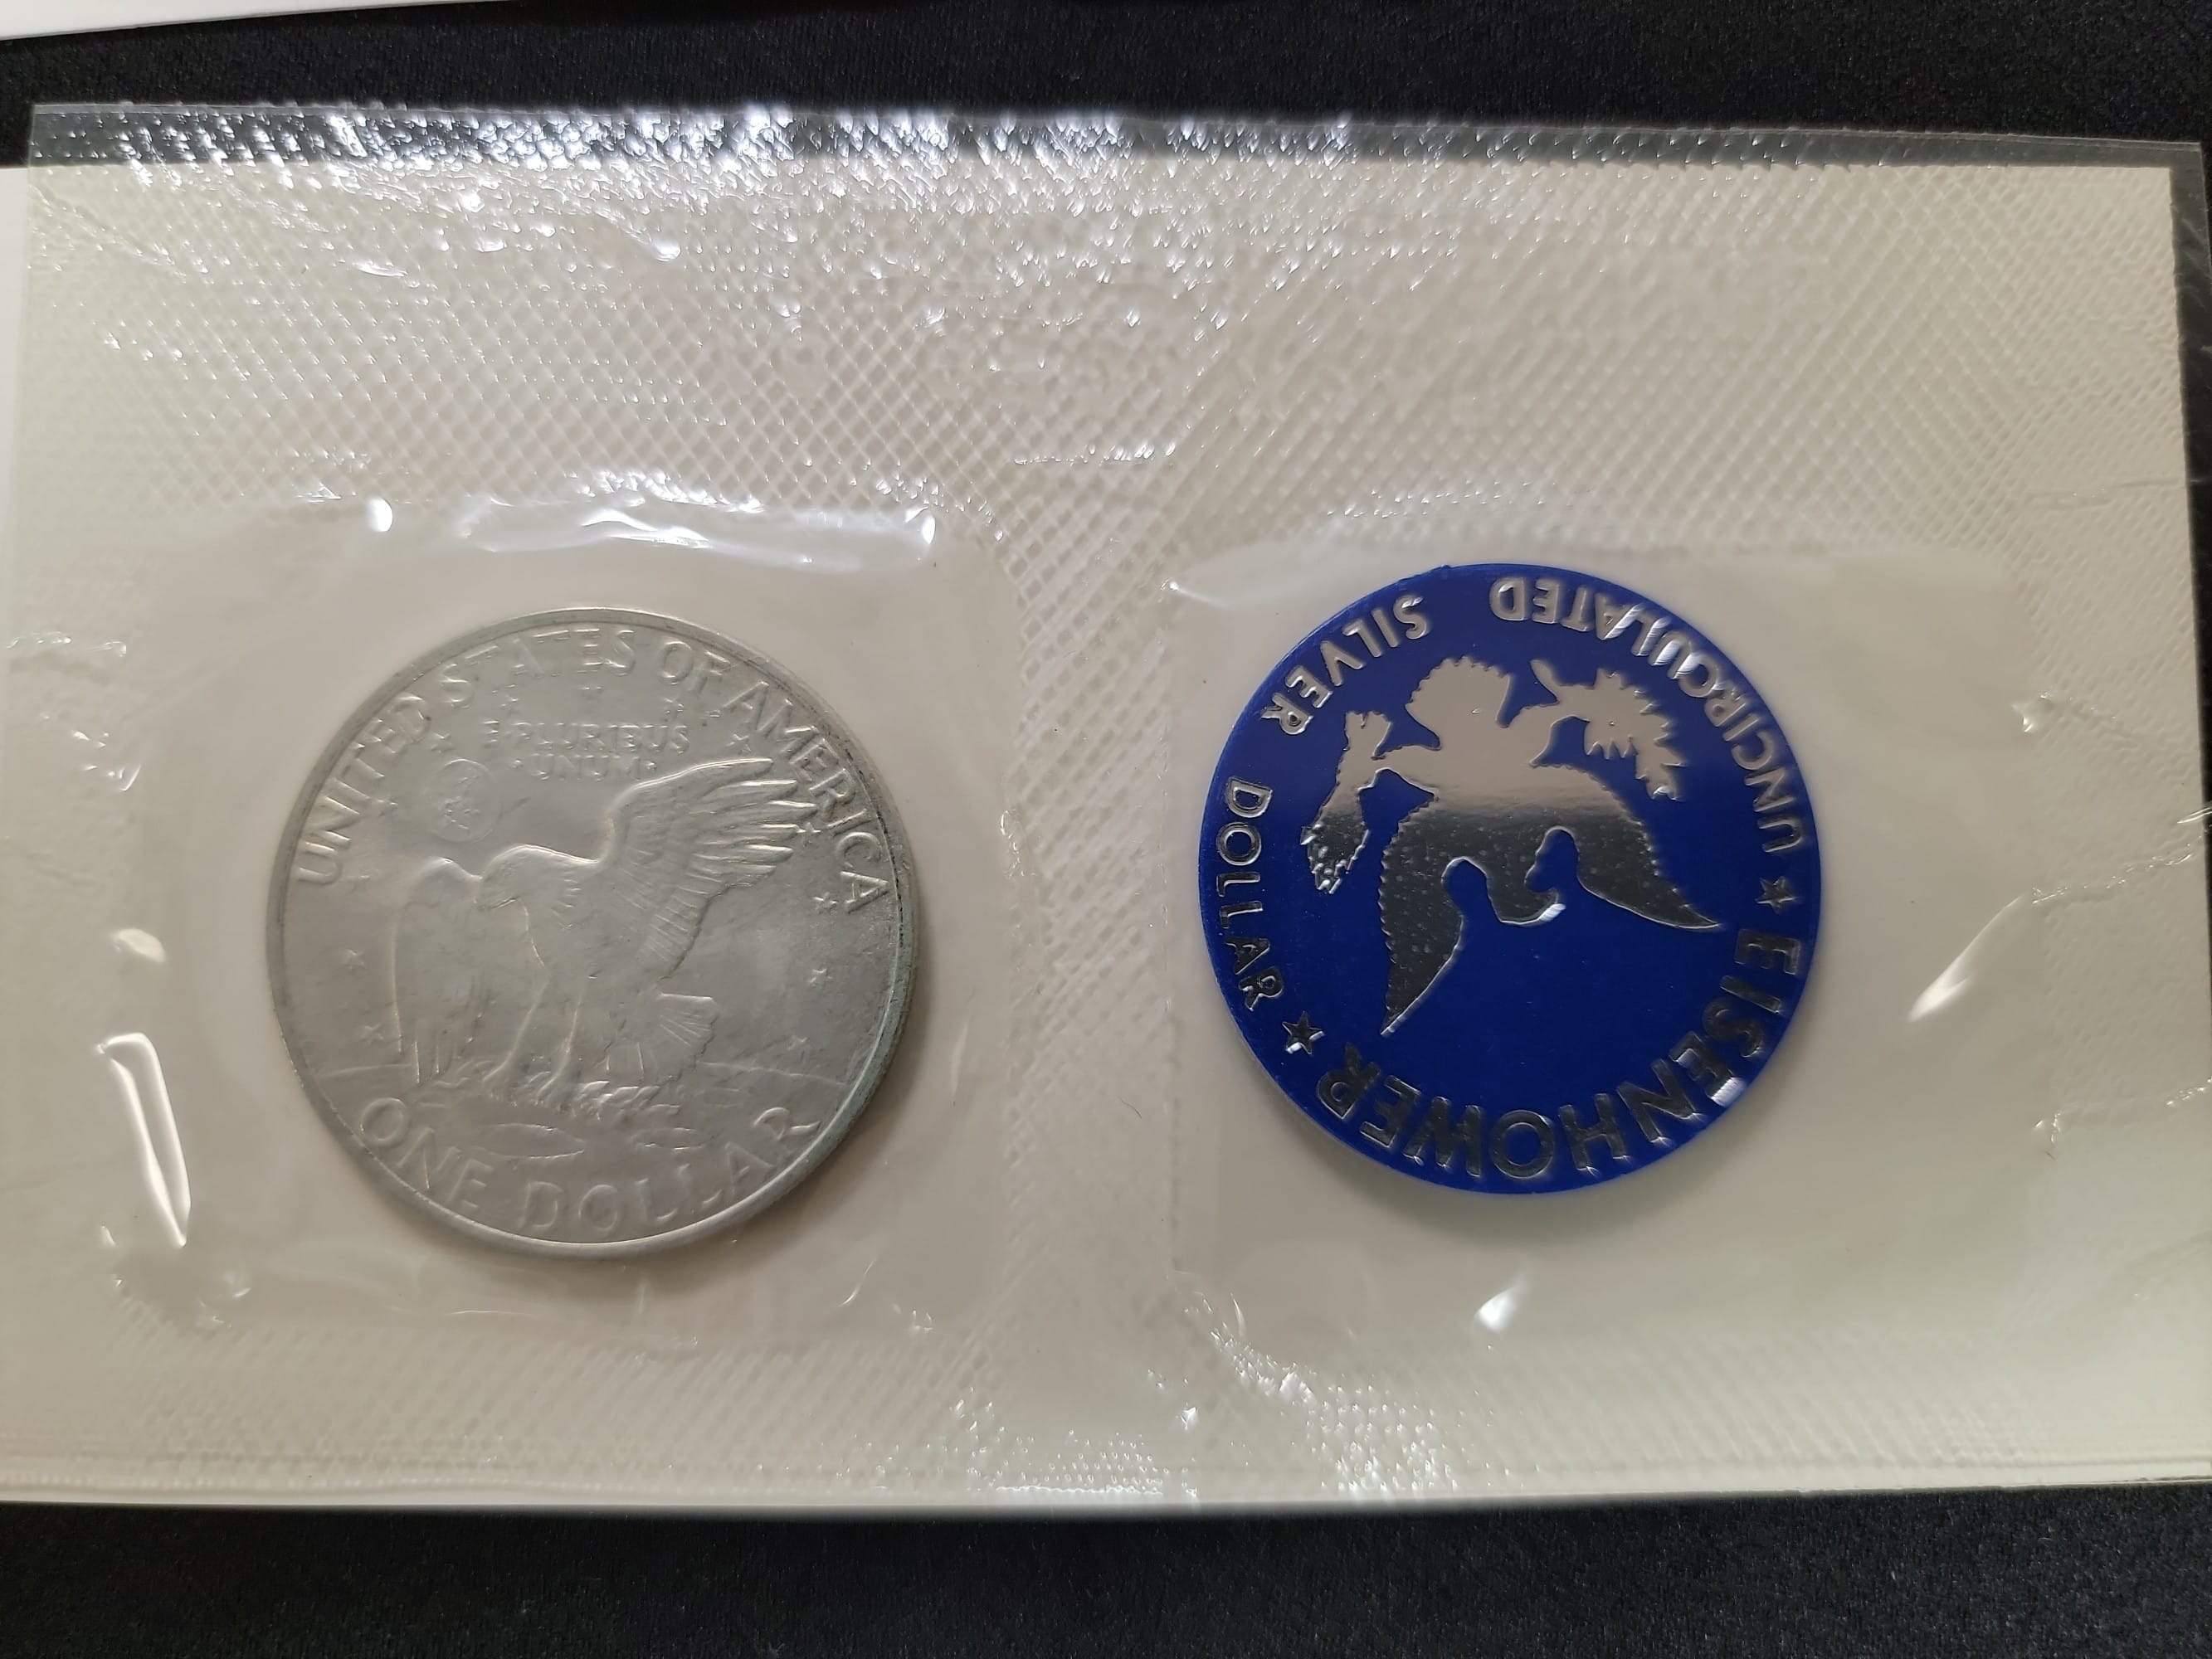 UNITED STATES OF AMERICA
E PLURIBUS
UNUM
ONE DOLLAR
EISENHOWER
UNCIRCULATED SILVER DOLLAR